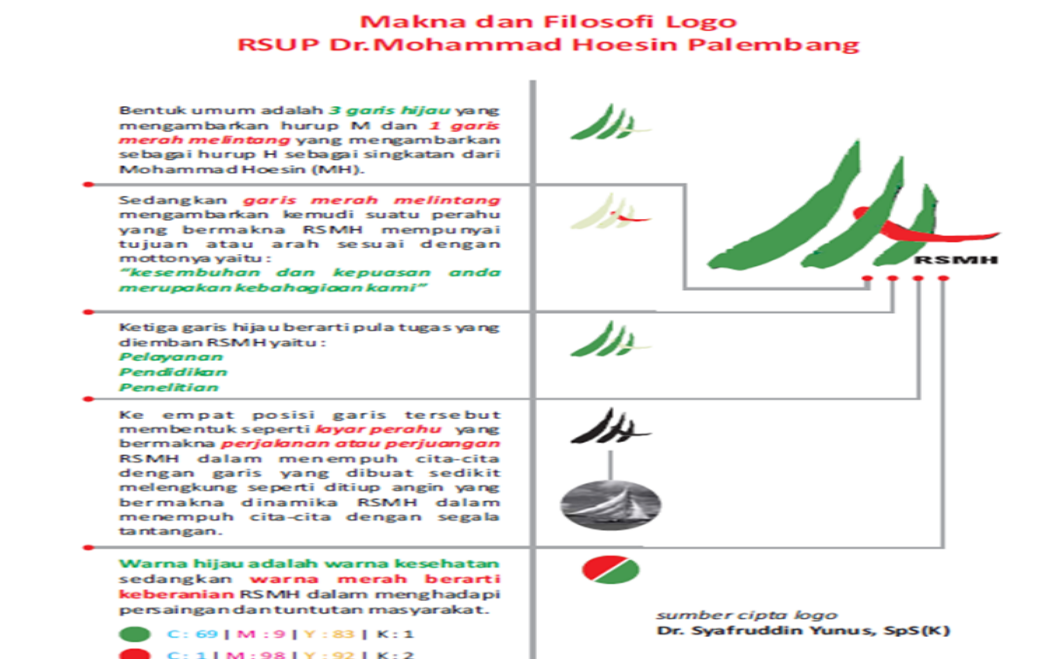 Makna dan Filosofi Logo
RSUP Dr.Mohammad Hoesin Palembang
Bentuk umum adalah 3 garis hijau yang
mengambarkan hurup M dan 1 garis
merah melintang yang mengambarkan
sebagai hurup H sebagai singkatan dari
Mohammad Hoesin (MH).
Sedangkan garis merah melintang
mengambarkan kemudi suatu perahu
yang bermakna RSMH mempunyai
tujuan atau arah sesuai dengan
mottonya yaitu :
“kesembuhan dan kepuasan anda
merupakan kebahagiaan kami”
Ketiga garis hijau berarti pula tugas yang
diemban RSMH yaitu :
Pelayanan
Pendidikan
Penelitian
Ke empat posisi garis tersebut
membentuk seperti layar perahu yang
bermakna perjalanan atau perjuangan
RSMH dalam menempuh cita-cita
dengan garis yang dibuat sedikit
melengkung seperti ditiup angin yang
bermakna dinamika RSMH dalam
menempuh cita-cita dengan segala
tantangan.
Warna hijau adalah warna kesehatan
sedangkan warna merah berarti
keberanian RSMH dalam menghadapi
persaingan dan tuntutan masyarakat.
C : 69 | M : 9 | Y : 83 | K : 1
C : 1 | M : 98 | Y : 92 | K : 2
RSMH
sumber cipta logo
Dr. Syafruddin Yunus, SpS(K)